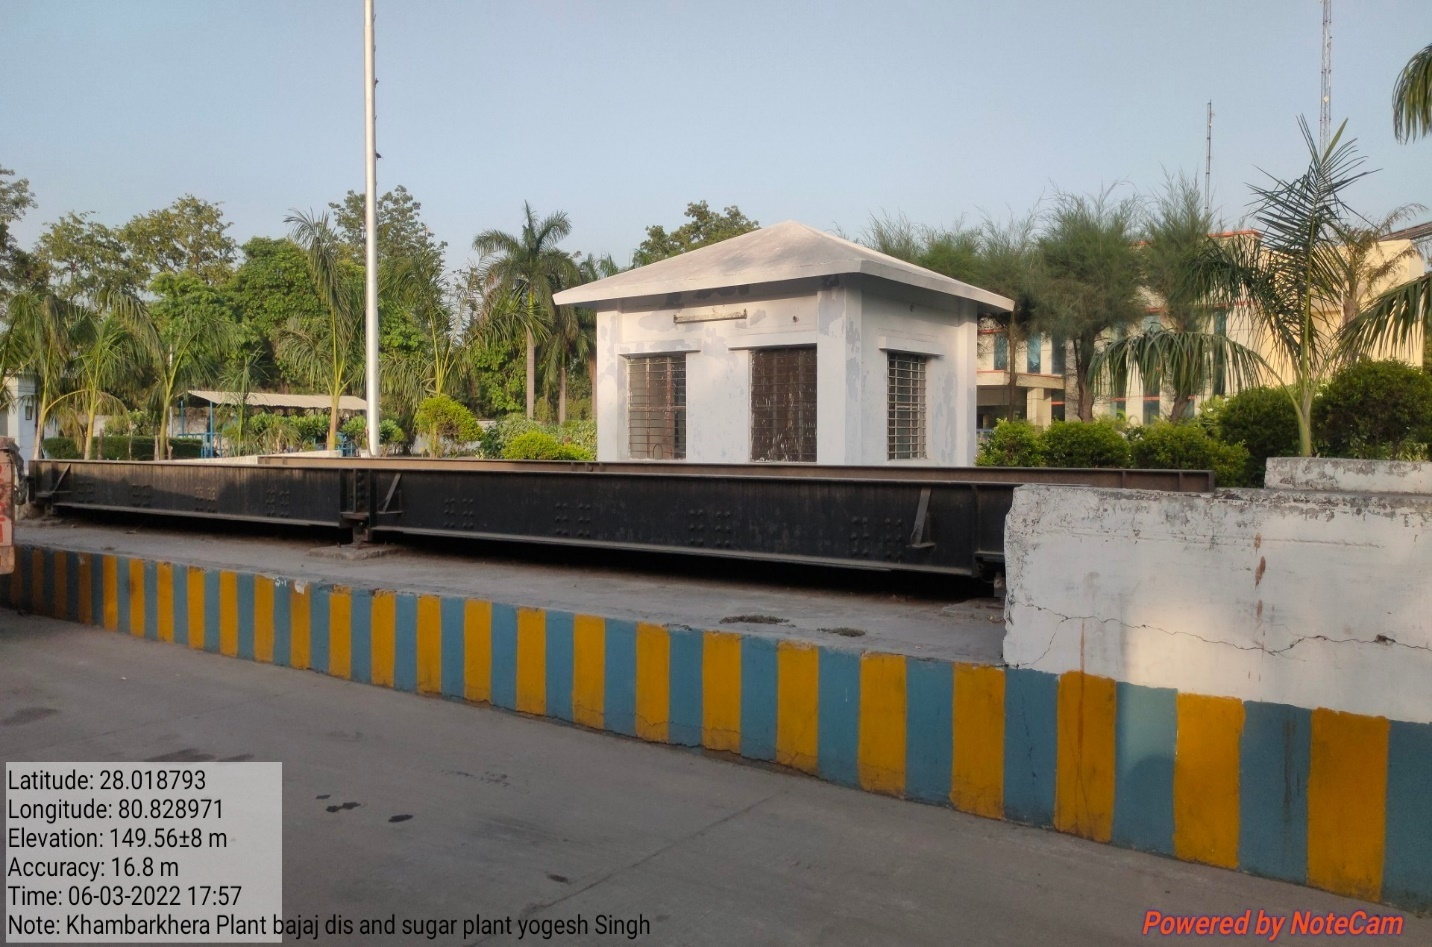 Latitude: 28.018793
Longitude: 80.828971
Elevation: 149.56±8 m
Accuracy: 16.8 m
Time: 06-03-2022 17:57
Note: Khambarkhera Plant bajaj dis and sugar plant yogesh Singh
Powered by NoteCam